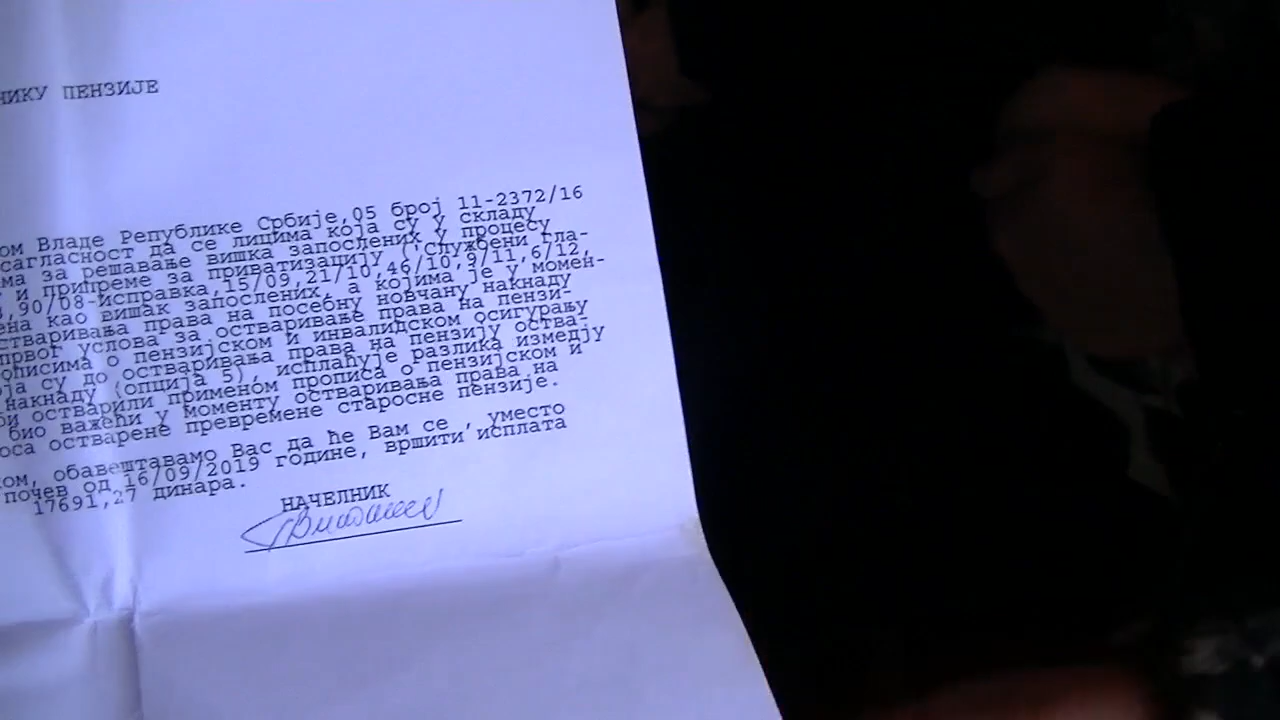 НИКУ ПЕНЗИЈЕ
ом Владе Републике Србије,05 број 11-2372/16
сагласност да се лицима која су у складу
ма за решавање вишка запослених у процесу
и припреме за приватизацију ("Службени гла-
,90/08-исправка,15/09,21/10,46/10,9/11,6/12,
ена као вишак запослених, а којима је у момен-
стваривања права на посебну новчану накнаду
првог услова за остваривање права на пензи-
описима о пензијском и инвалидском осигурању
ја су до остваривања права на пензију оства-
накнаду (опција 5), исплаћује разлика између
би остварили применом прописа о пензијском и
био важећи у моменту остваривања права на
оса остварене превремене старосне пензије.
ом, обавештавамо Вас да ће Вам се , уместо
почев од 16/09/2019 године, вршити исплата
17691,27 динара.
НАЧЕЛНИК